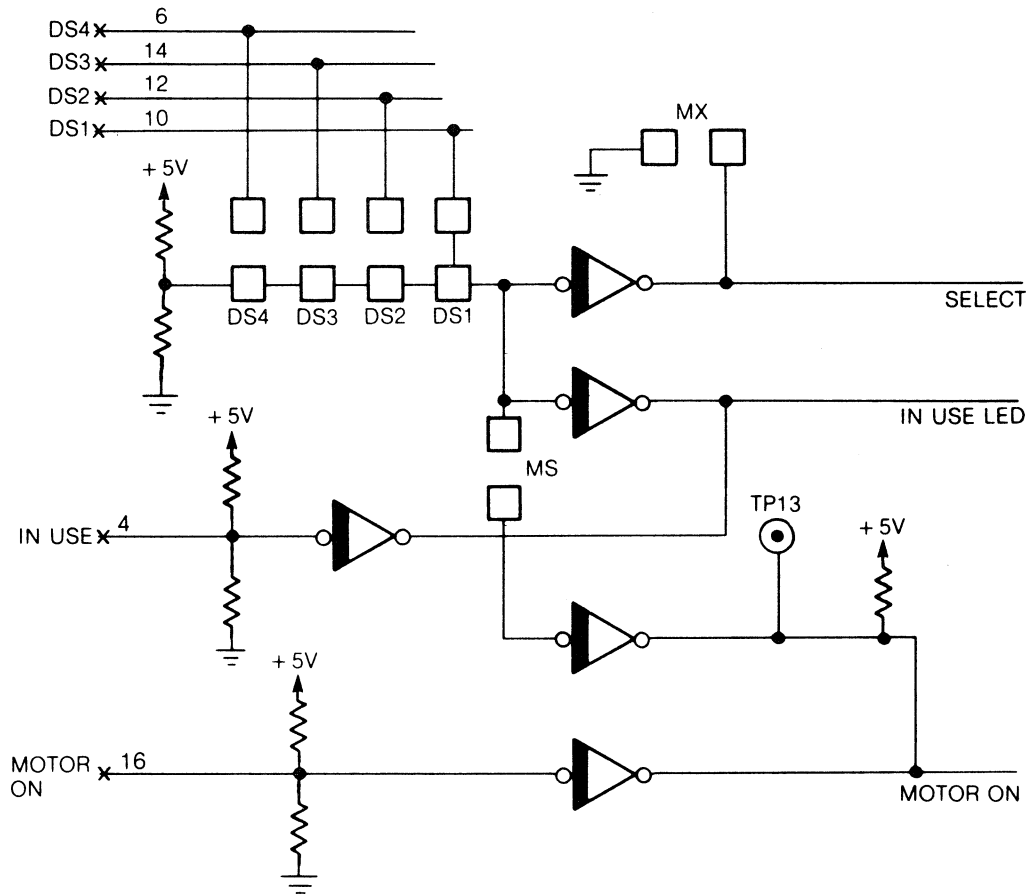 DS4 6
DS3 14
DS2 12
DS1 10
MX
+ 5V
DS4 DS3 DS2 DS1
SELECT
+ 5V
IN USE LED
MS
IN USE 4
TP13
+ 5V
+ 5V
MOTOR
ON
16
MOTOR ON